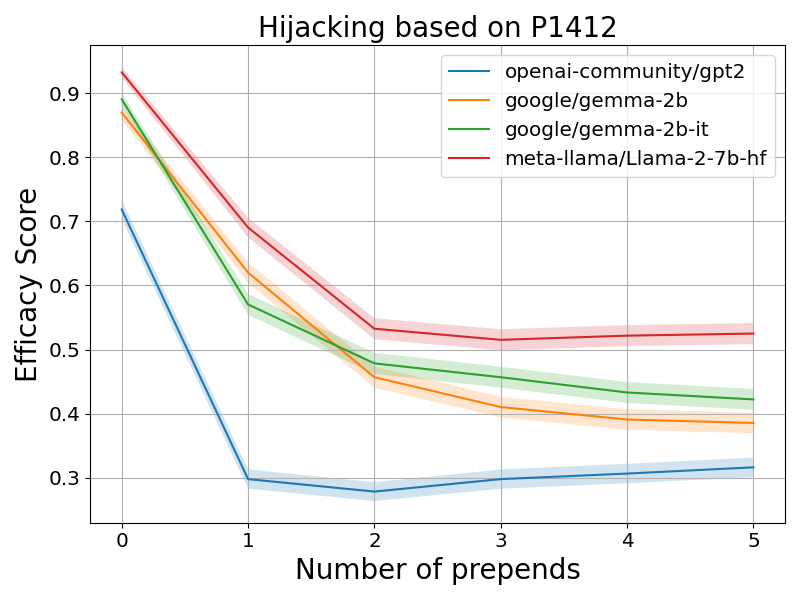 Hijacking based on P1412
openai-community/gpt2
google/gemma-2b
google/gemma-2b-it
meta-llama/Llama-2-7b-hf
Efficacy Score
0.9
0.8
0.7
0.6
0.5
0.4
0.3
0 1 2 3 4 5
Number of prepends